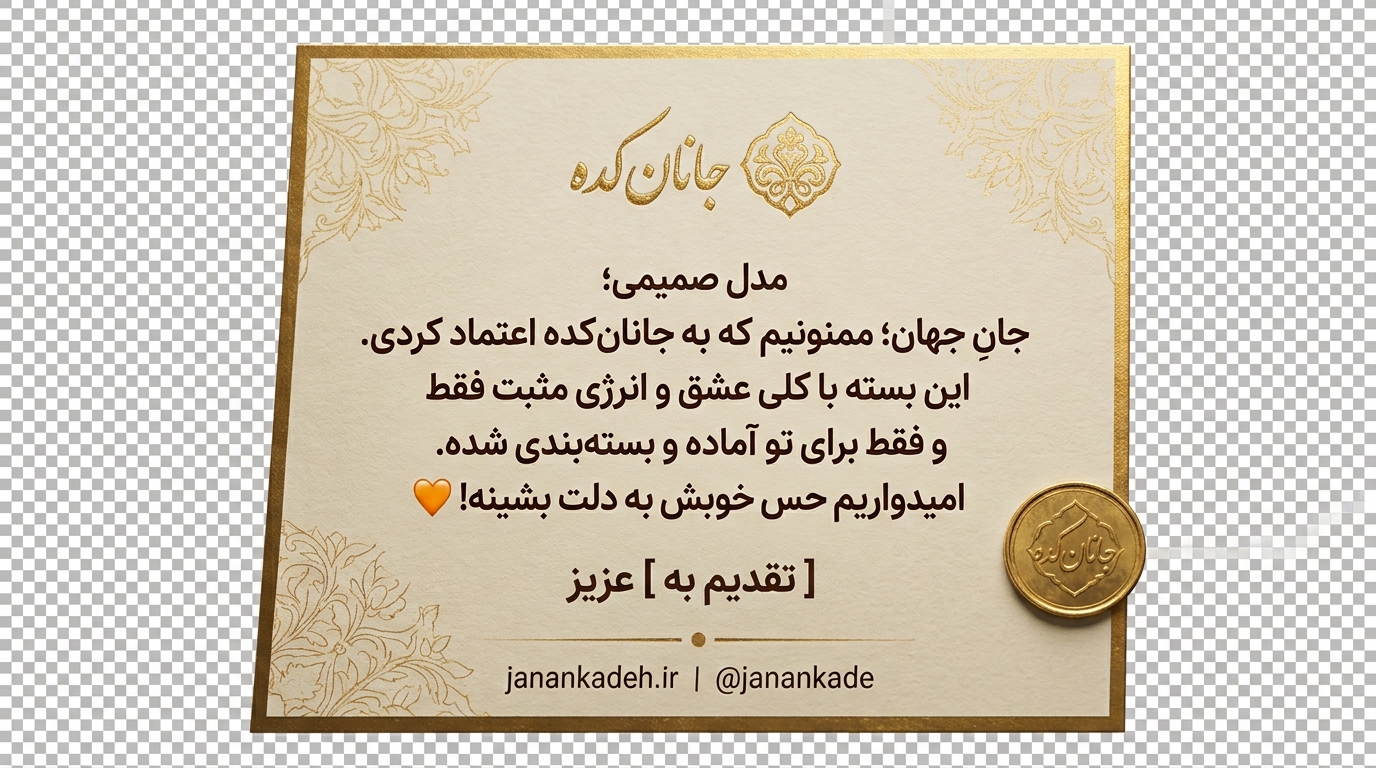 جانان کده
مدل صمیمی؛
جانِ جهان؛ ممنونیم که به جانان‌کده اعتماد کردی.
این بسته با کلی عشق و انرژی مثبت فقط
و فقط برای تو آماده و بسته‌بندی شده.
امیدواریم حس خوبش به دلت بشینه! 🧡
[ تقدیم به ] عزیز
جانان کده
janankadeh.ir | @janankade